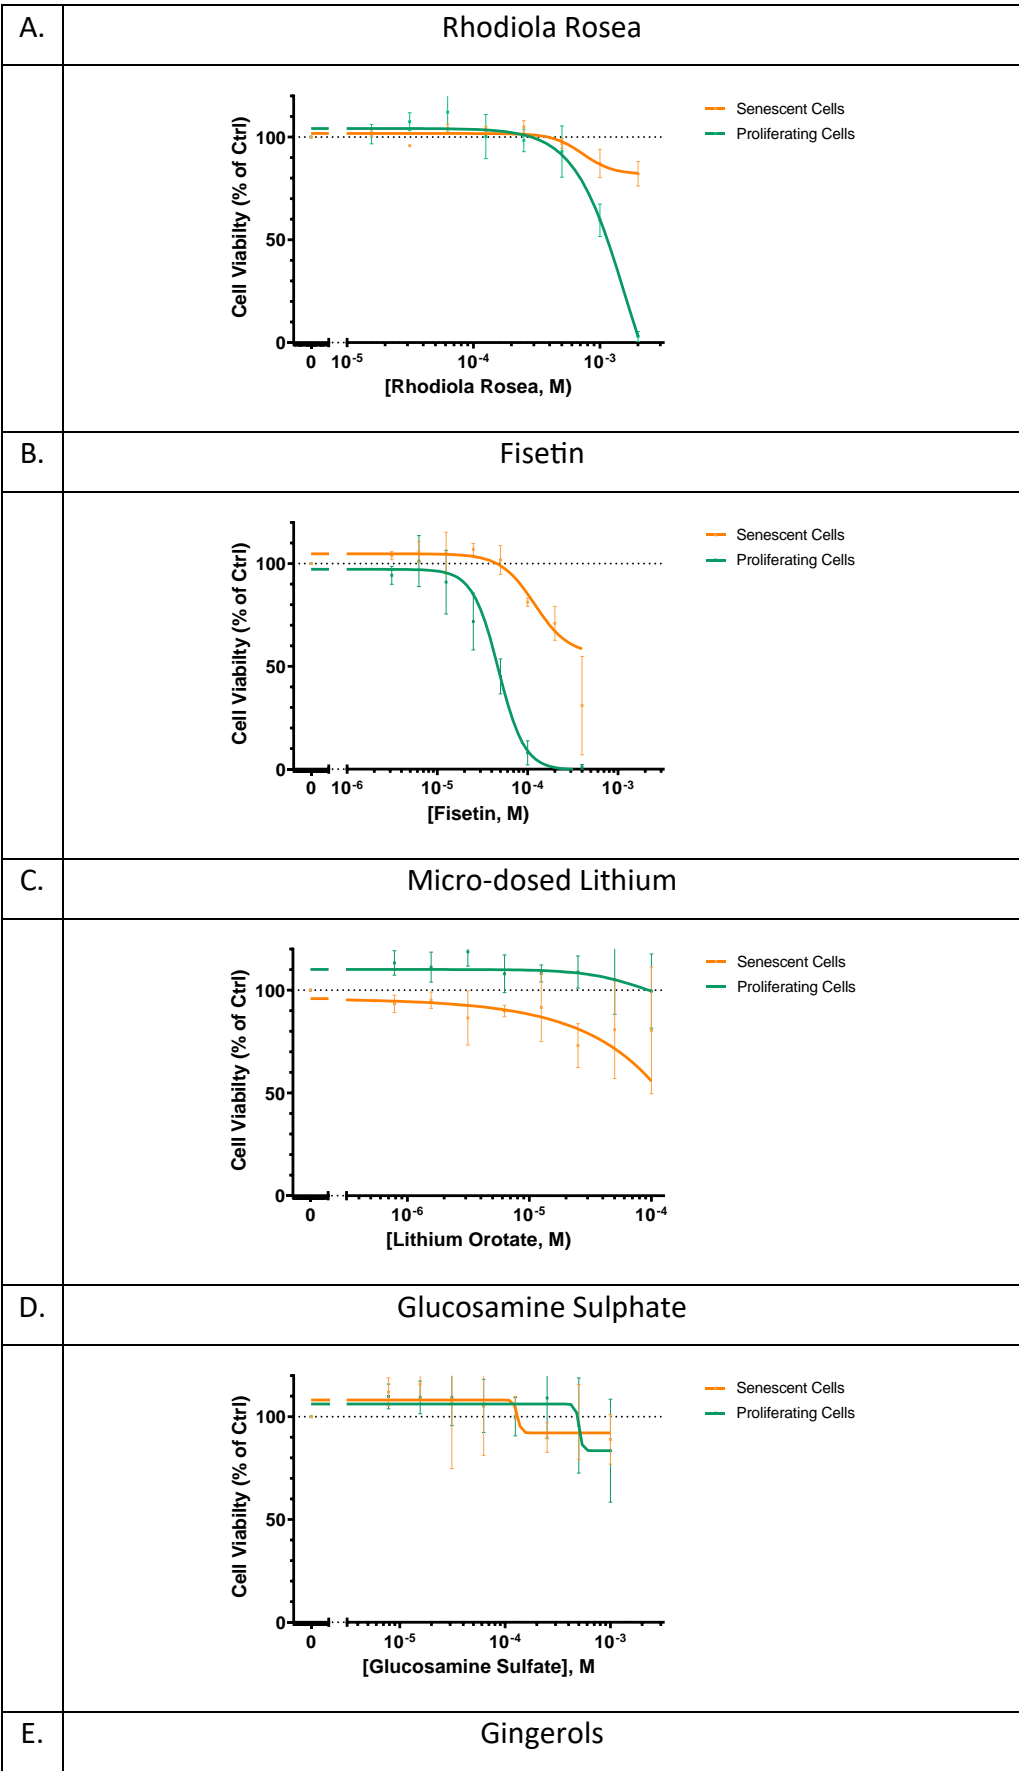 A. Rhodiola Rosea
Senescent Cells
Proliferating Cells
Cell Viabilty (% of Ctrl)
100
50
0
0 10-5 10-4 10-3
[Rhodiola Rosea, M)
B. Fisetin
Senescent Cells
Proliferating Cells
Cell Viabilty (% of Ctrl)
100
50
0
0 10-6 10-5 10-4 10-3
[Fisetin, M)
C. Micro-dosed Lithium
Senescent Cells
Proliferating Cells
Cell Viabilty (% of Ctrl)
100
50
0
0 10-6 10-5 10-4
[Lithium Orotate, M)
D. Glucosamine Sulphate
Senescent Cells
Proliferating Cells
Cell Viabilty (% of Ctrl)
100
50
0
0 10-5 10-4 10-3
[Glucosamine Sulfate], M
E. Gingerols